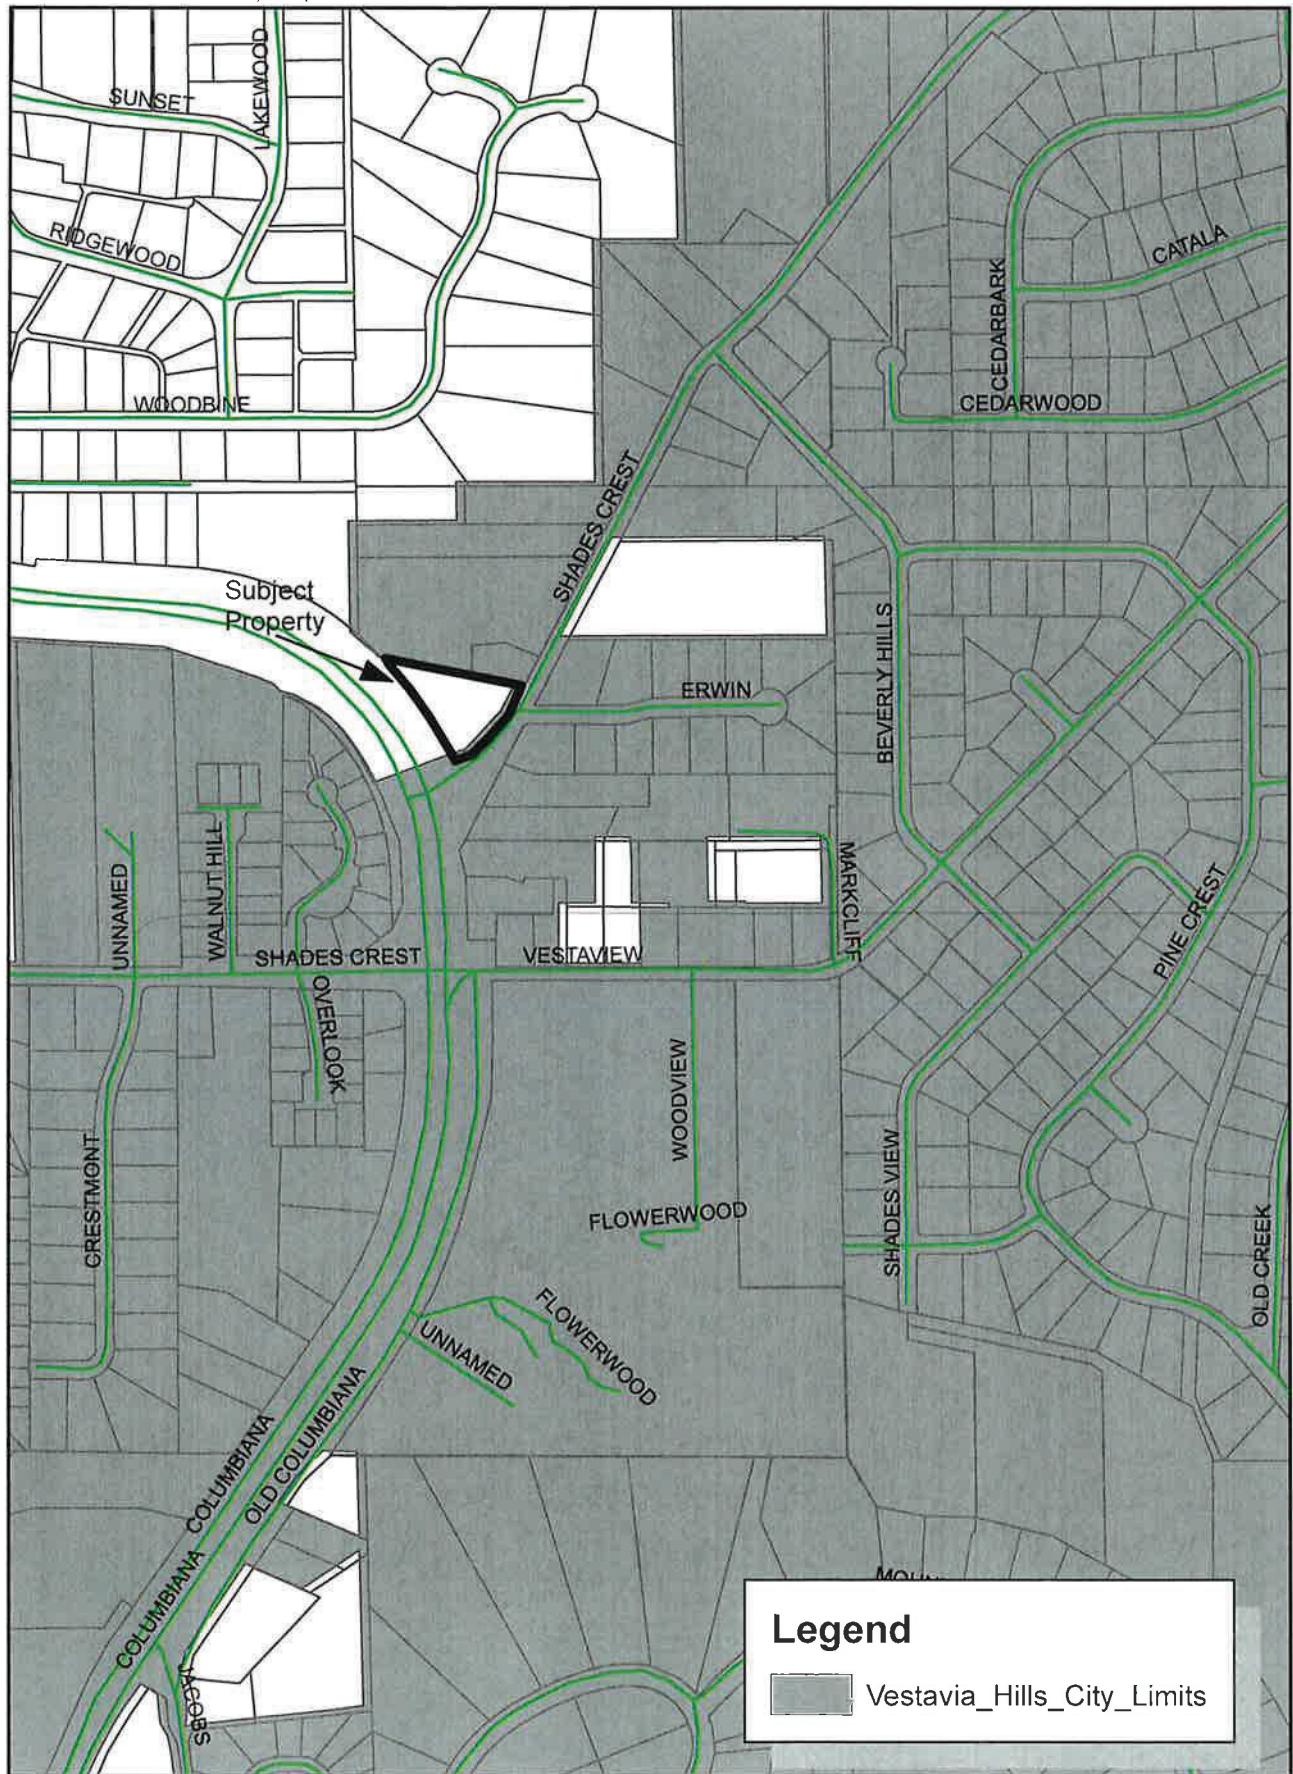 SUNSET
LAKEWOOD
RIDGEWOOD
WOODBINE
CATALA
CEDARBARK
CEDARWOOD
SHADES CREST
Subject
Property
ERWIN
BEVERLY HILLS
MARKCLIFF
UNNAMED
WALNUT HILL
SHADES CREST
VESTAVIEW
OVERLOOK
PINE CREST
WOODVIEW
CRESTMONT
SHADES VIEW
FLOWERWOOD
OLD CREEK
FLOWERWOOD
UNNAMED
COLUMBIANA
OLD COLUMBIANA
COLUMBIANA
JACOBS
Legend
Vestavia_Hills_City_Limits